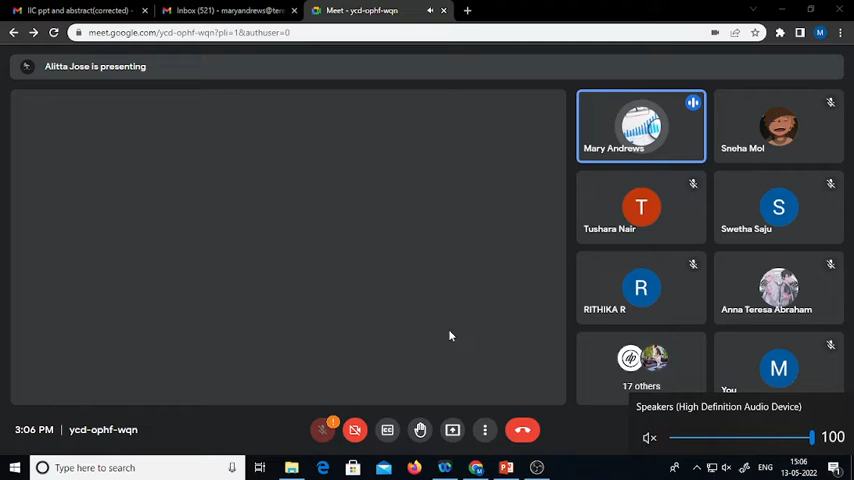 IIC ppt and abstract(corrected) -
Inbox (521) - maryandrews@ter
Meet - ycd-ophf-wqn
meet.google.com/ycd-ophf-wqn?pli=1&authuser=0
M
Alitta Jose is presenting
Mary Andrews
Sneha Mol
T
Tushara Nair
S
Swetha Saju
R
RITHIKA R
Anna Teresa Abraham
dp
17 others
M
You
Speakers (High Definition Audio Device)
100
3:06 PM | ycd-ophf-wqn
Type here to search
ENG
15:06
13-05-2022